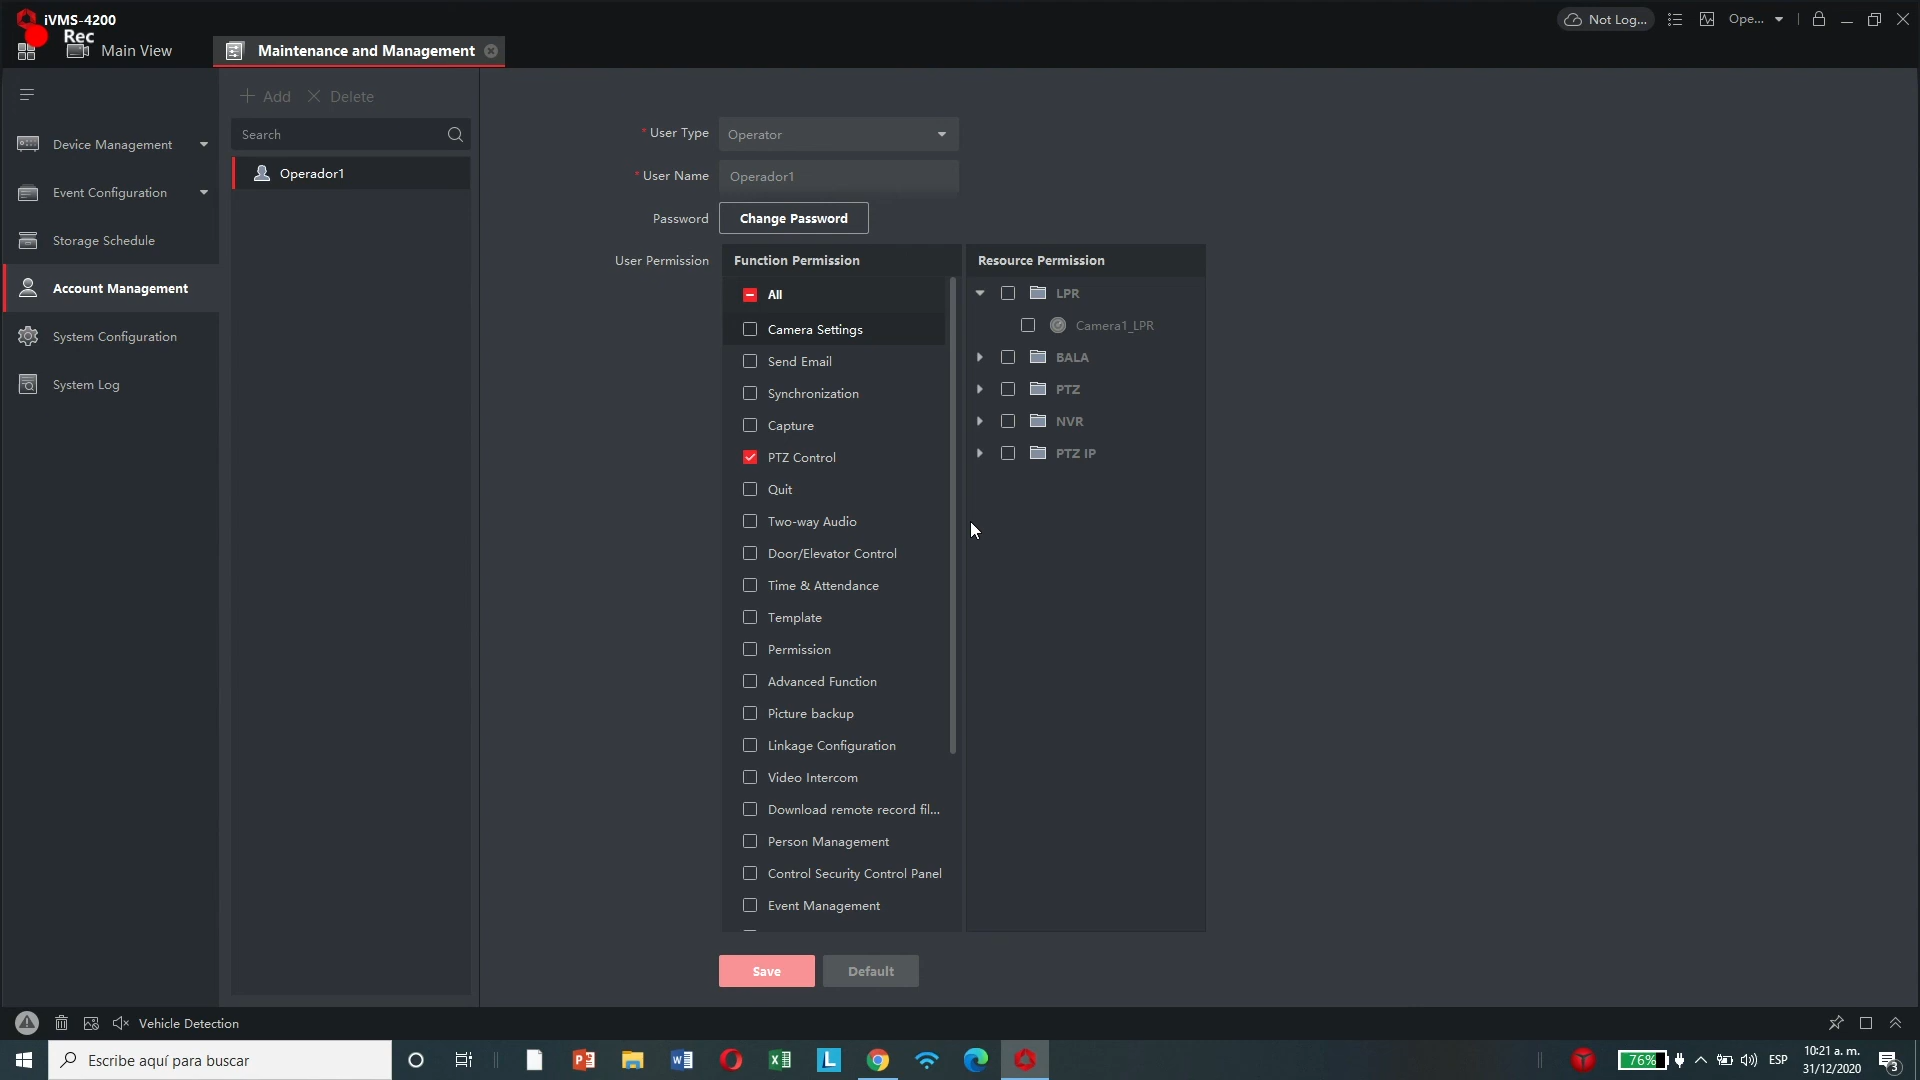 iVMS-4200
Rec
Not Log...
Ope...
Main View
Maintenance and Management
Add
Delete
Search
Operador1
Device Management
Event Configuration
Storage Schedule
Account Management
System Configuration
System Log
* User Type
Operator
* User Name
Operador1
Password
Change Password
User Permission
Function Permission
All
Camera Settings
Send Email
Synchronization
Capture
PTZ Control
Quit
Two-way Audio
Door/Elevator Control
Time & Attendance
Template
Permission
Advanced Function
Picture backup
Linkage Configuration
Video Intercom
Download remote record fil...
Person Management
Control Security Control Panel
Event Management
Resource Permission
LPR
Camera1_LPR
BALA
PTZ
NVR
PTZ IP
Save
Default
Vehicle Detection
Escribe aquí para buscar
76%
ESP
10:21 a. m.
31/12/2020
3